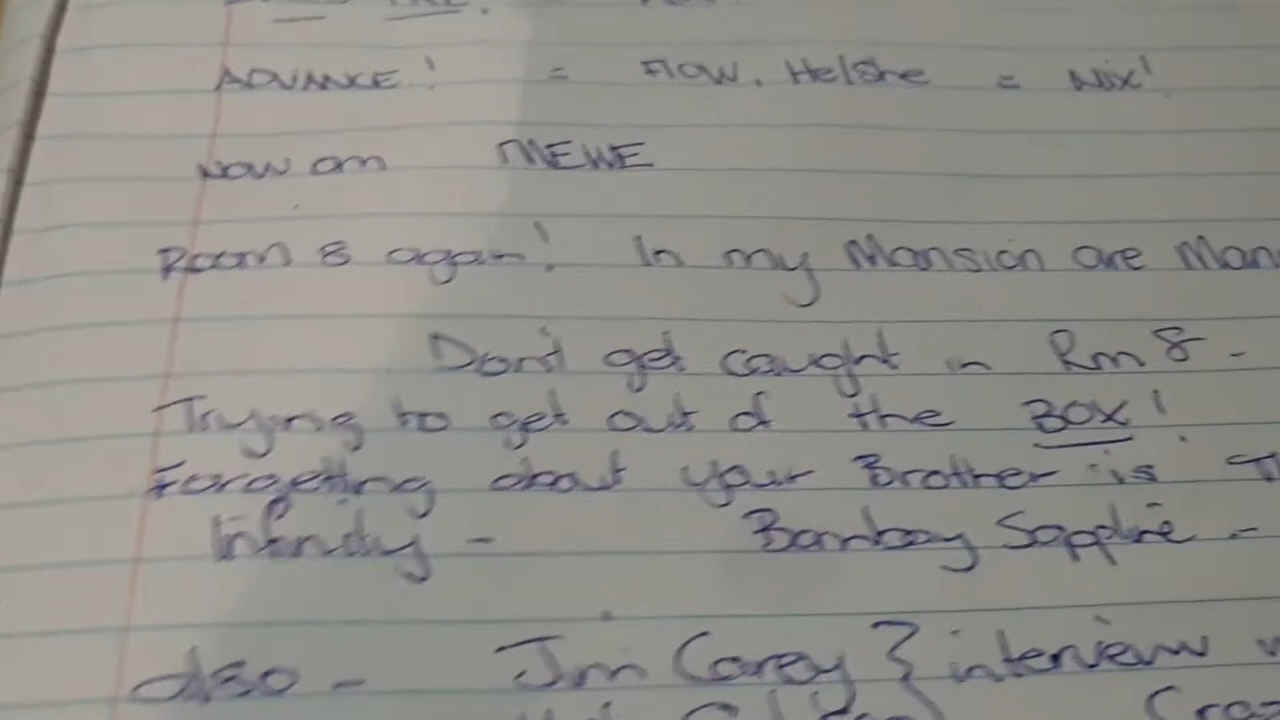 ADVANCE! = Flow. HeIShe = Nix!
Now am MEWE
Room 8 again! In my Mansion are Man
Don't get caught in Rm 8 -
Trying to get out of the BOX!
Forgetting about your Brother is
Infinity - Bombay Sapphire -
also - Jim Carey } interview